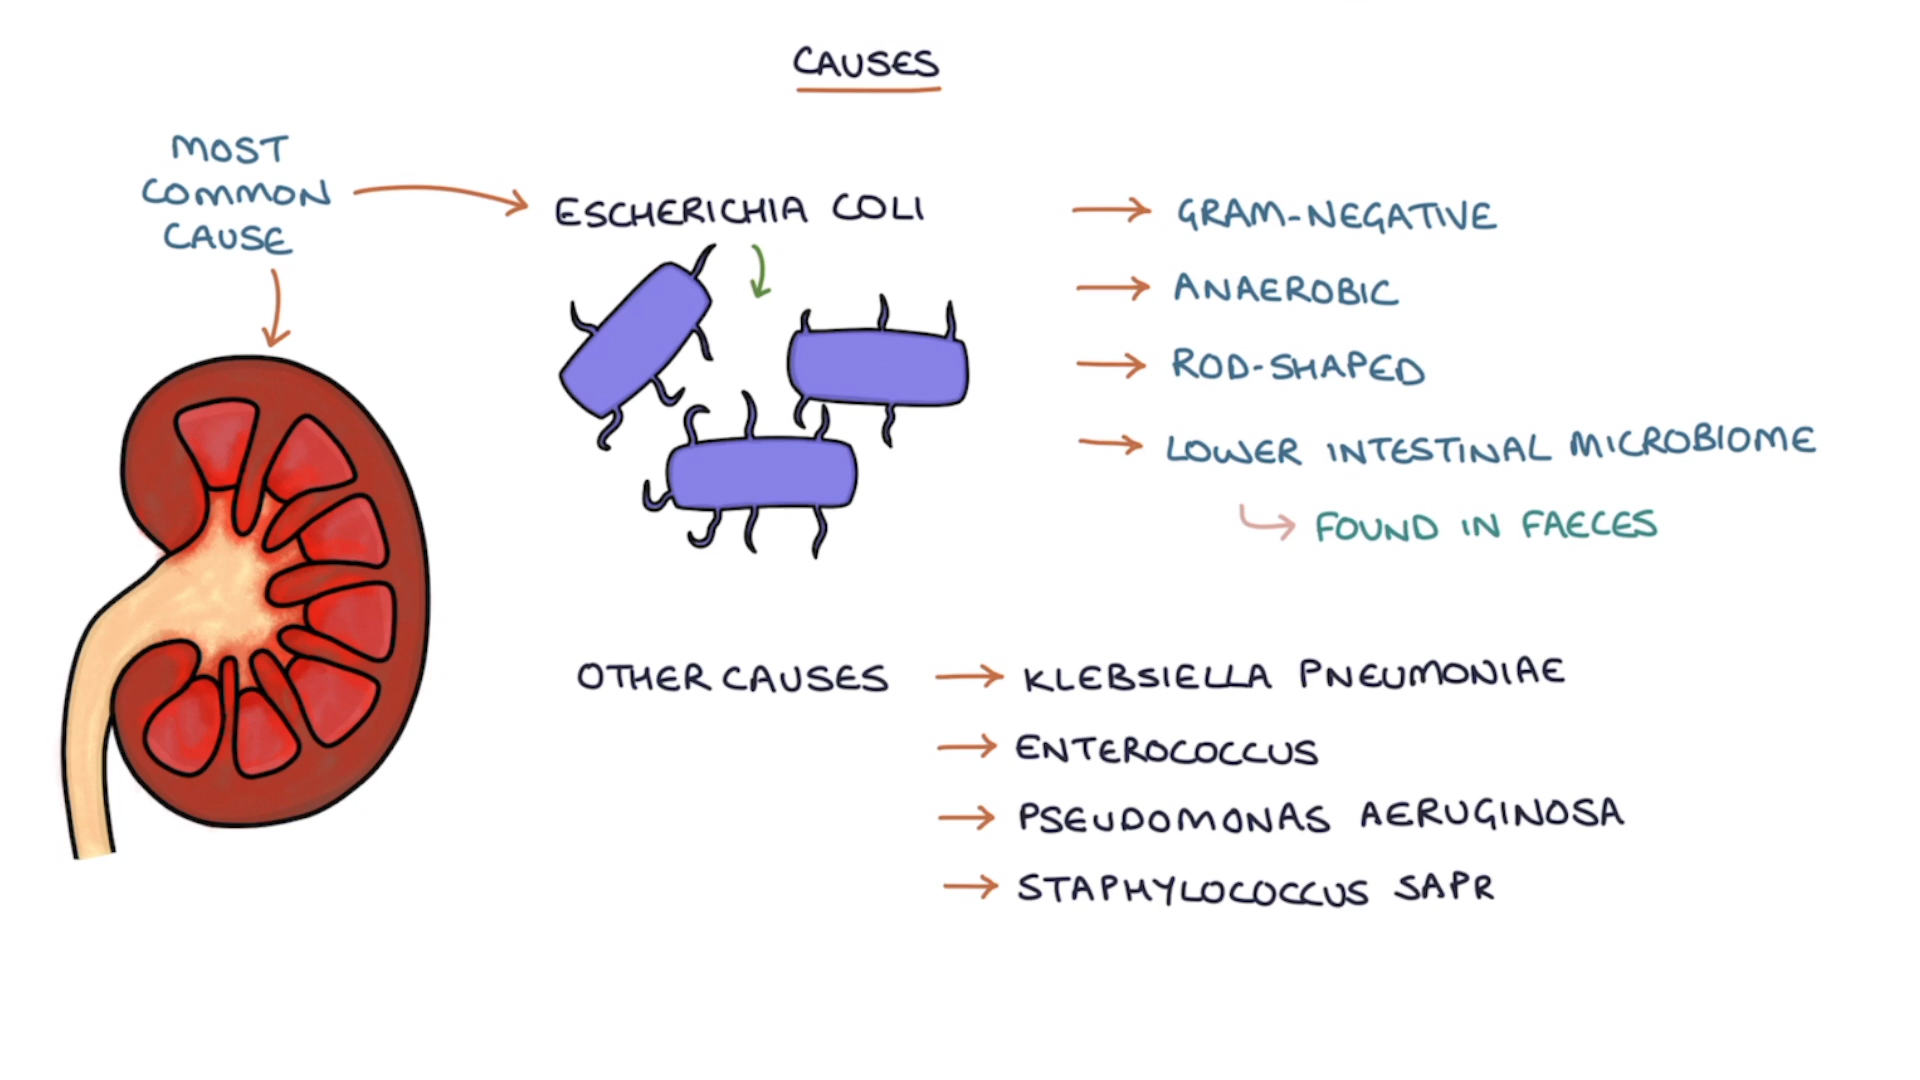 CAUSES
MOST
COMMON
CAUSE
ESCHERICHIA COLI
GRAM-NEGATIVE
ANAEROBIC
ROD-SHAPED
LOWER INTESTINAL MICROBIOME
FOUND IN FAECES
OTHER CAUSES
KLEBSIELLA PNEUMONIAE
ENTEROCOCCUS
PSEUDOMONAS AERUGINOSA
STAPHYLOCOCCUS SAPR